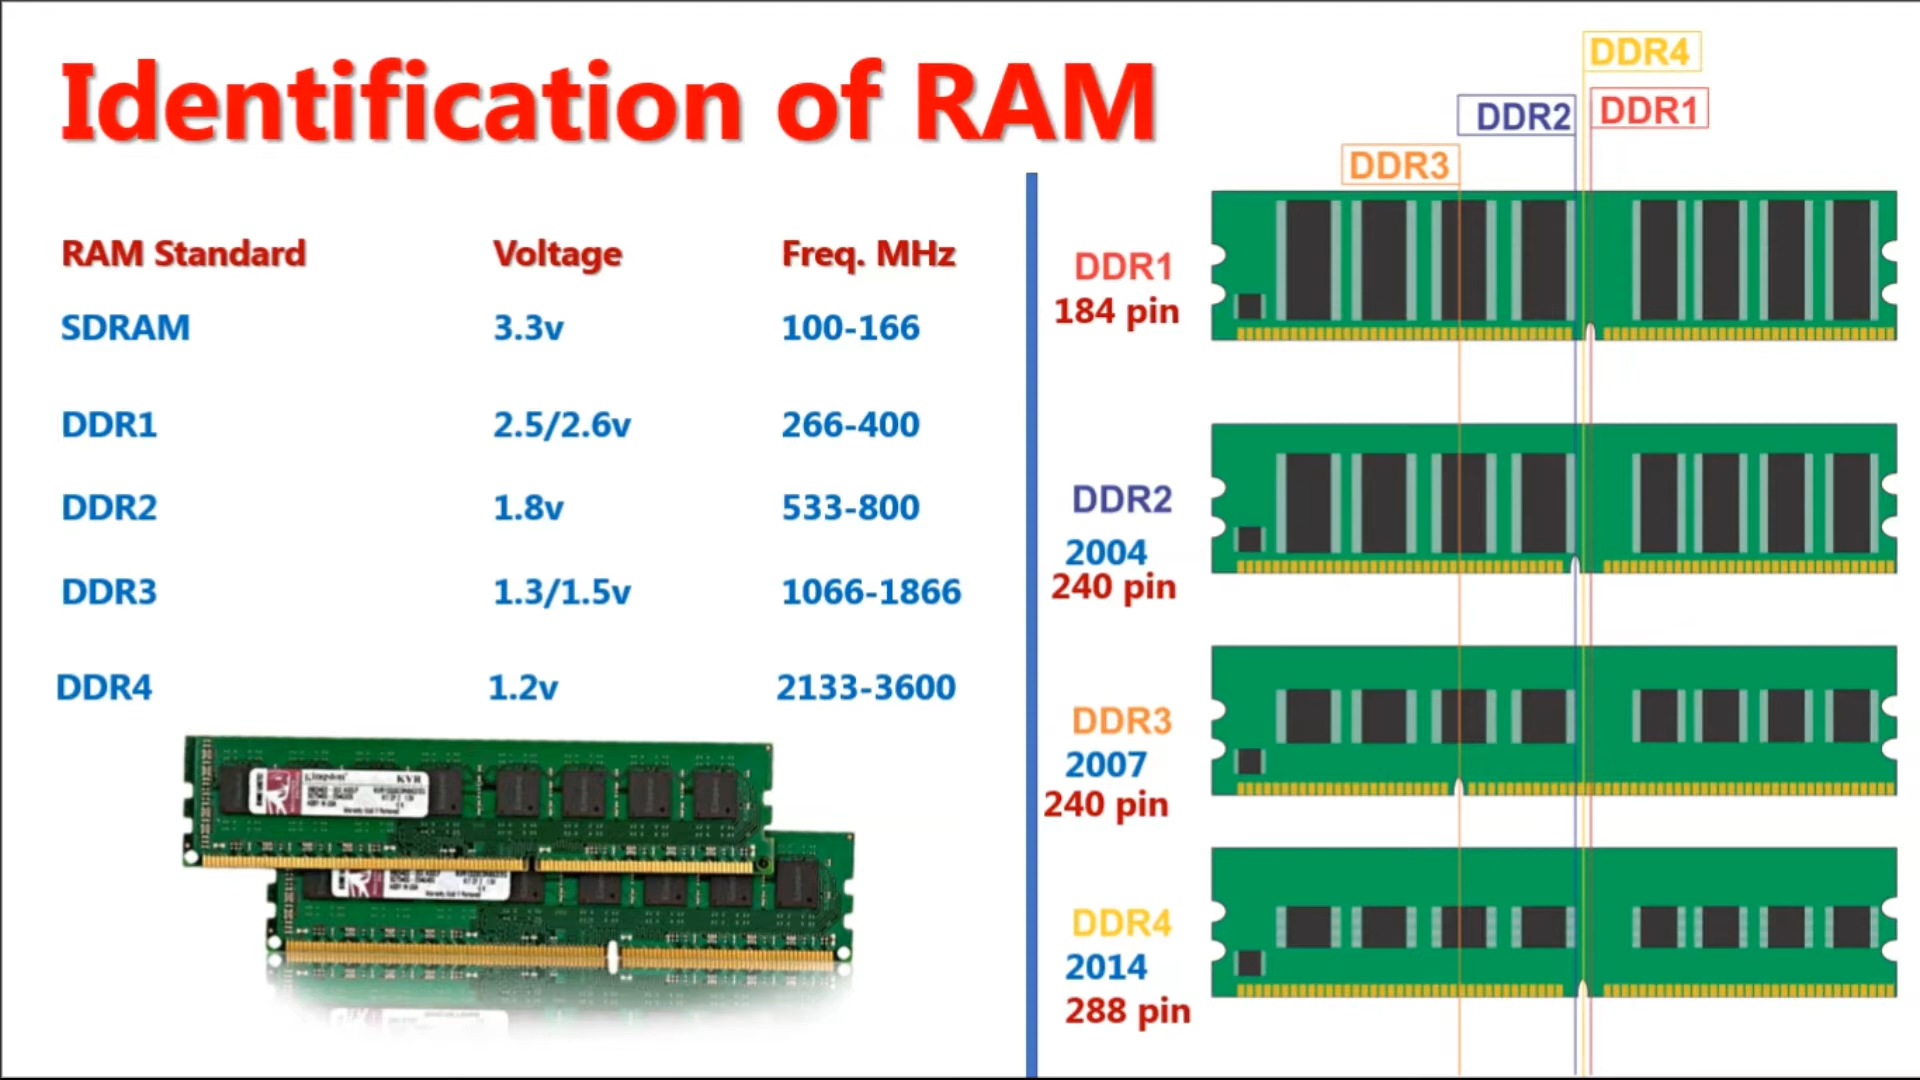 Identification of RAM
RAM Standard Voltage Freq. MHz
SDRAM 3.3v 100-166
DDR1 2.5/2.6v 266-400
DDR2 1.8v 533-800
DDR3 1.3/1.5v 1066-1866
DDR4 1.2v 2133-3600
Kingston KVR
DDR4
DDR2 DDR1
DDR3
DDR1
184 pin
DDR2
2004
240 pin
DDR3
2007
240 pin
DDR4
2014
288 pin